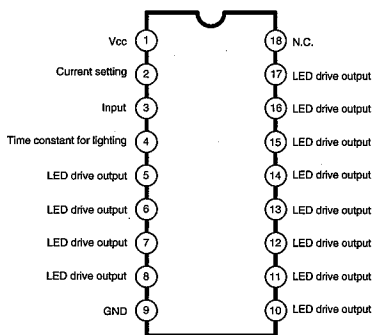 Vcc 1
Current setting 2
Input 3
Time constant for lighting 4
LED drive output 5
LED drive output 6
LED drive output 7
LED drive output 8
GND 9
18 N.C.
17 LED drive output
16 LED drive output
15 LED drive output
14 LED drive output
13 LED drive output
12 LED drive output
11 LED drive output
10 LED drive output